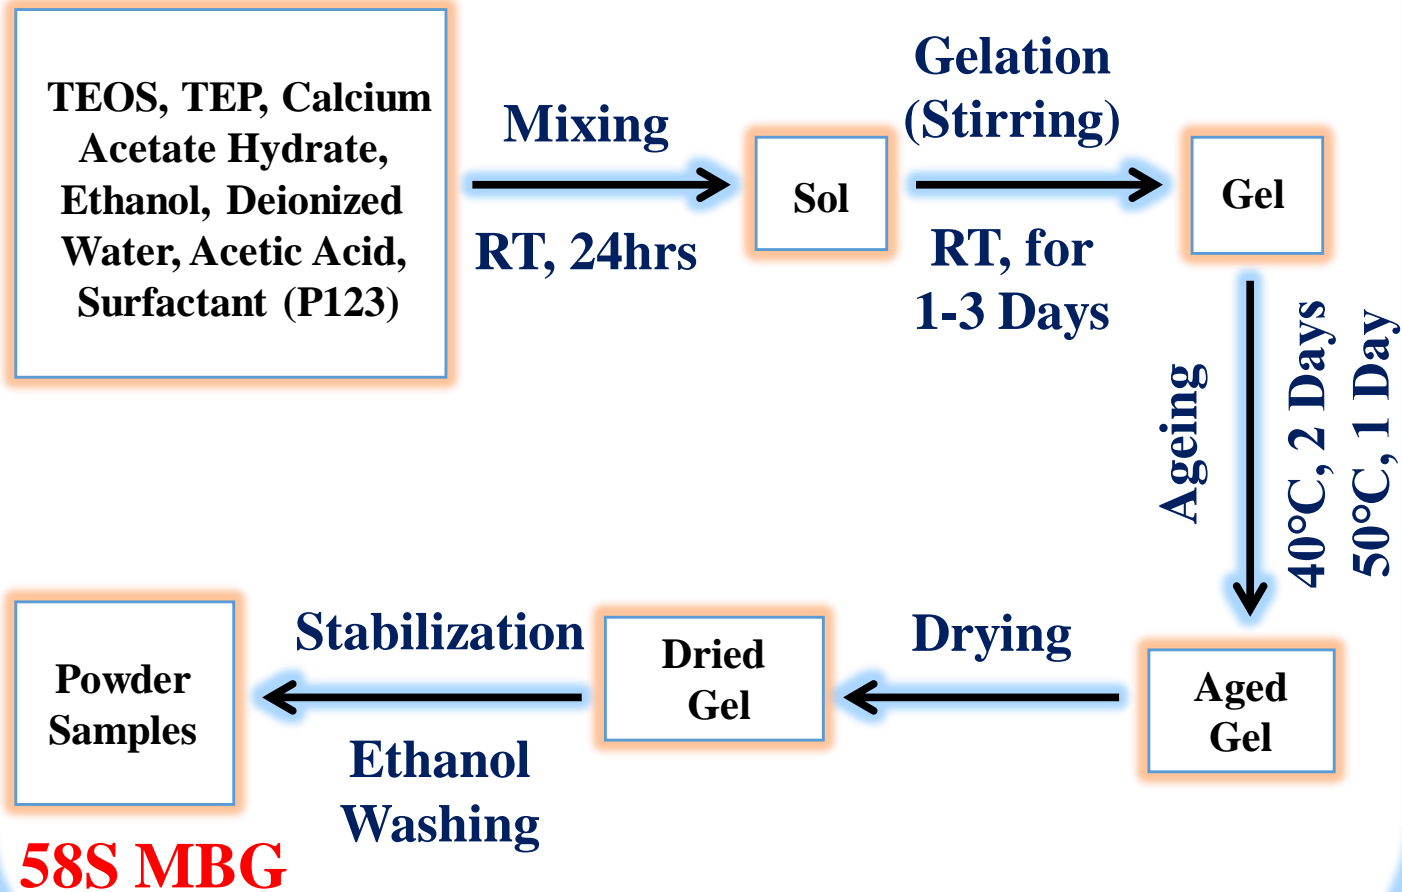 TEOS, TEP, Calcium
Acetate Hydrate,
Ethanol, Deionized
Water, Acetic Acid,
Surfactant (P123)
Mixing
RT, 24hrs
Sol
Gelation
(Stirring)
RT, for
1-3 Days
Gel
Ageing
40°C, 2 Days
50°C, 1 Day
Aged
Gel
Drying
Dried
Gel
Stabilization
Ethanol
Washing
Powder
Samples
58S MBG